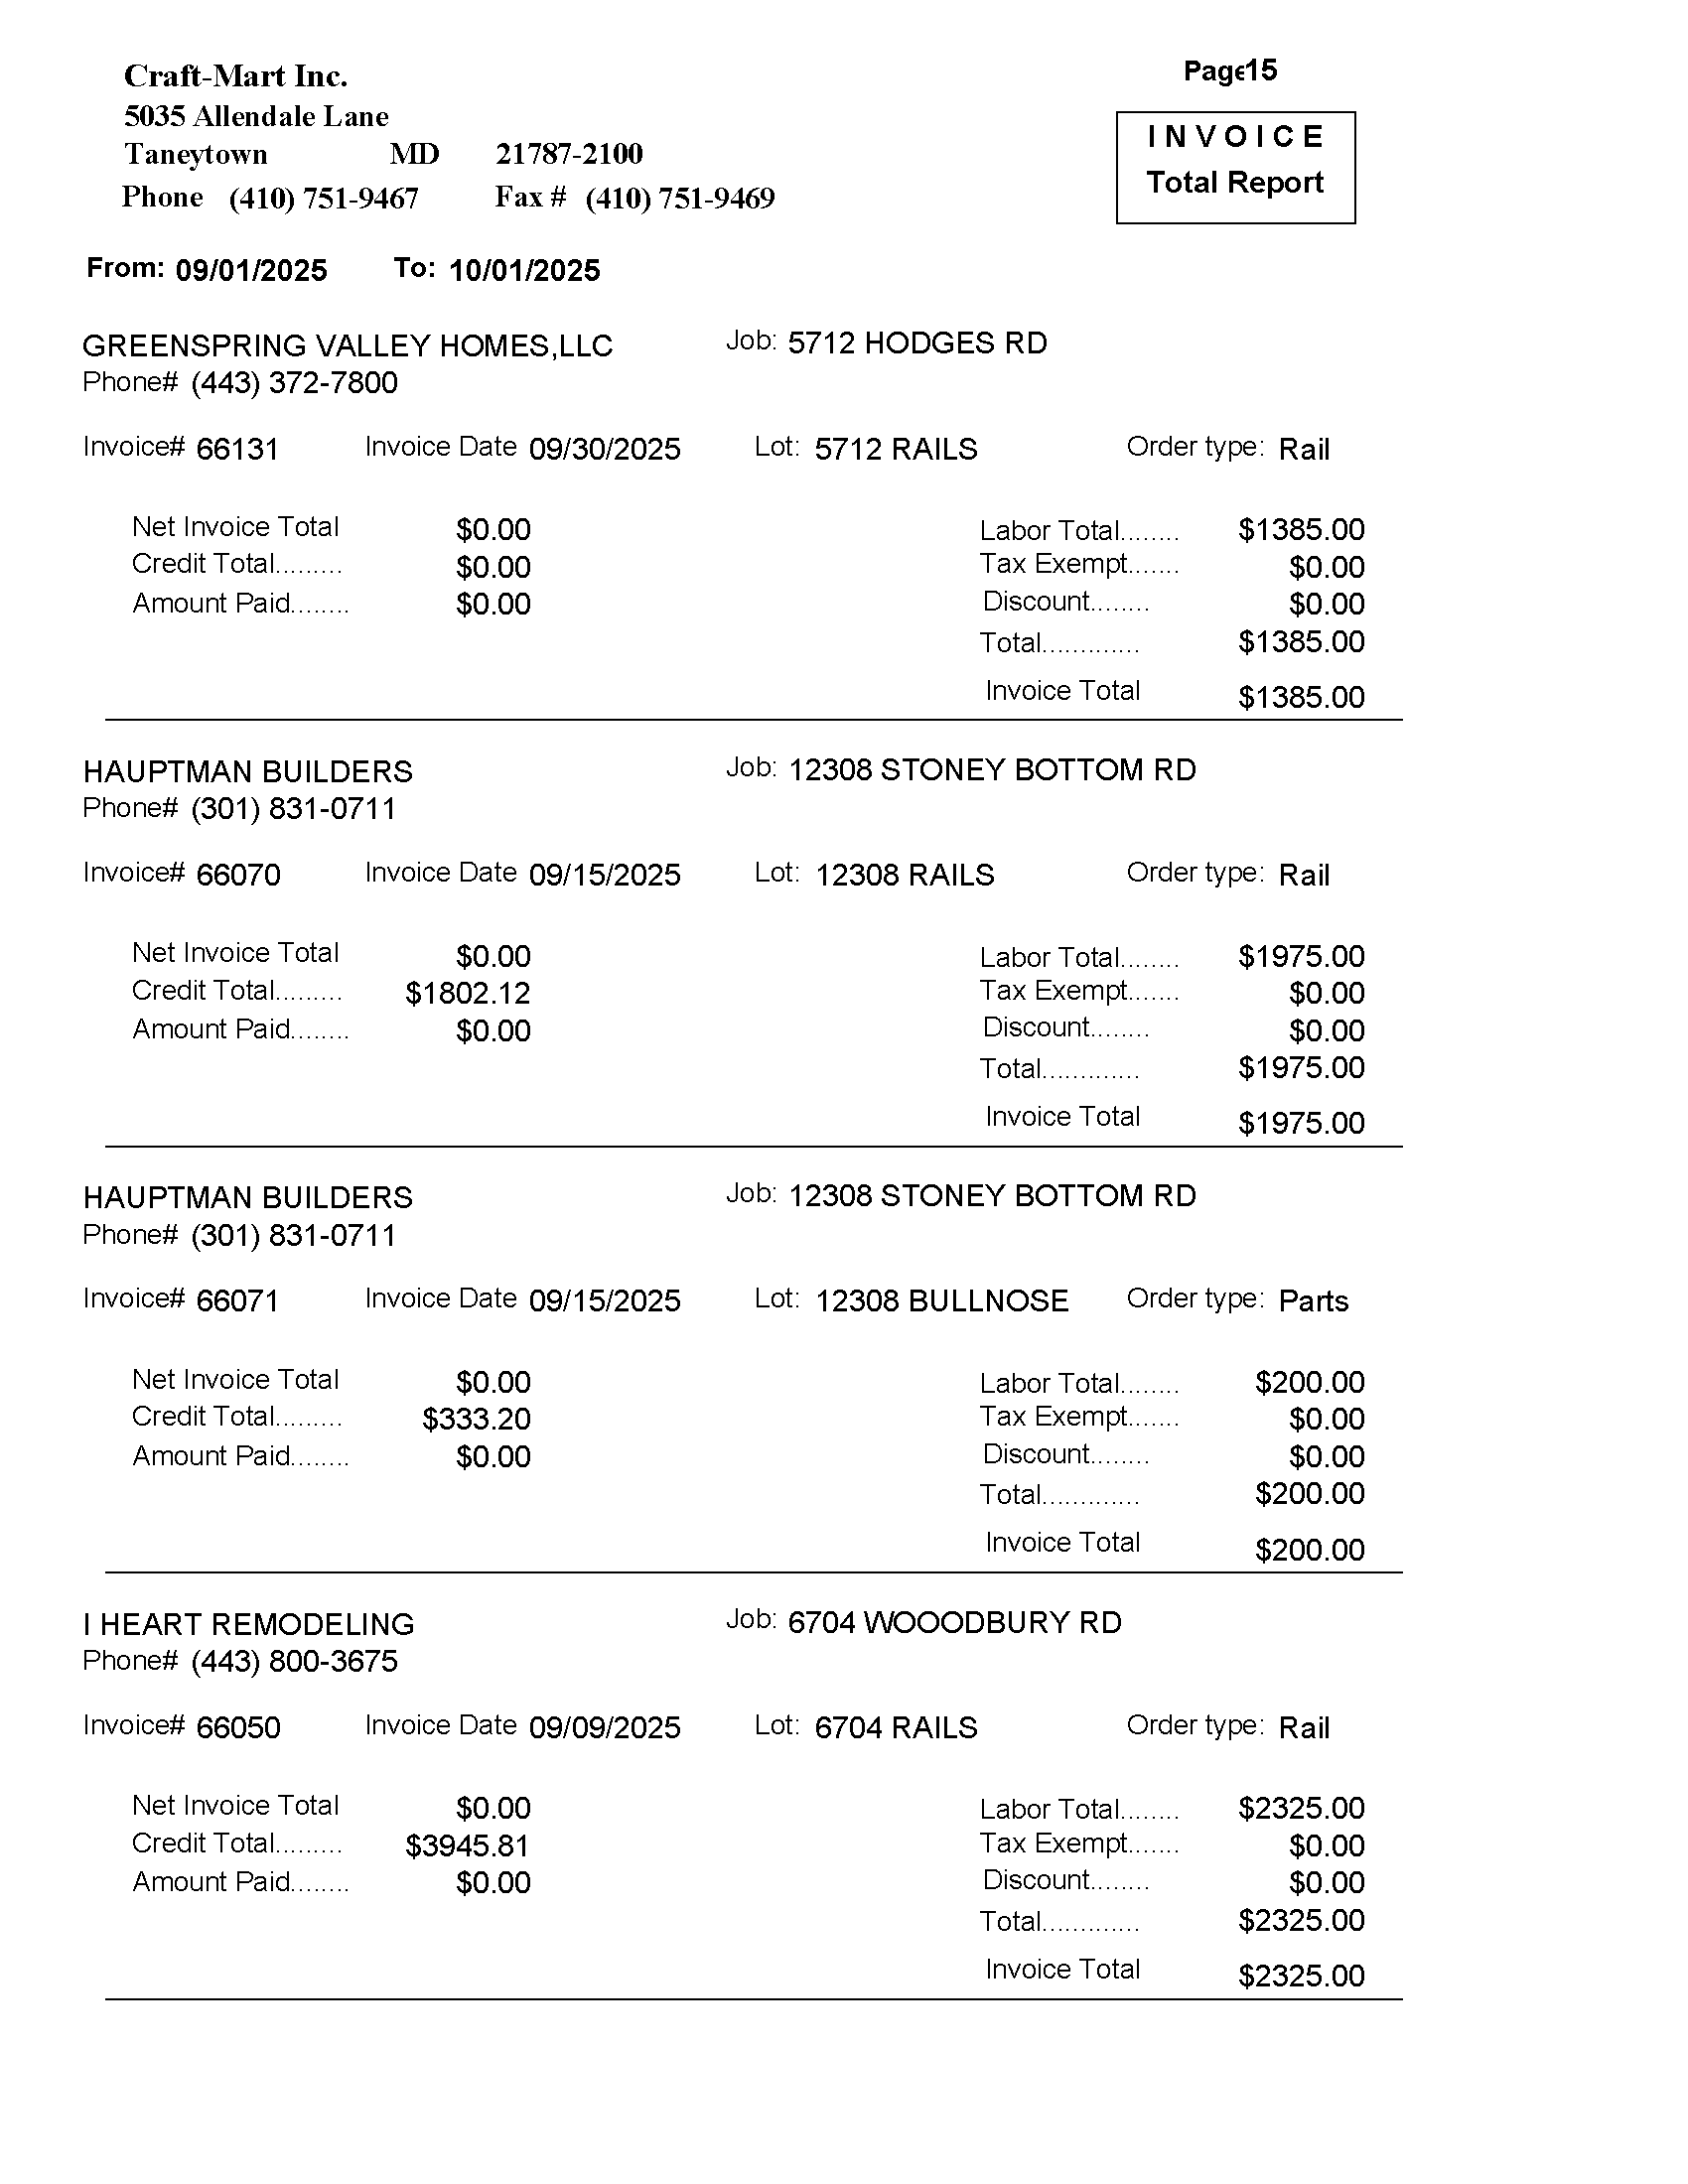 Craft-Mart Inc.
Page15
5035 Allendale Lane
INVOICE
Taneytown MD 21787-2100
Total Report
Phone (410) 751-9467 Fax # (410) 751-9469
From: 09/01/2025 To: 10/01/2025
GREENSPRING VALLEY HOMES,LLC Job: 5712 HODGES RD
Phone# (443) 372-7800
Invoice# 66131 Invoice Date 09/30/2025 Lot: 5712 RAILS Order type: Rail
Net Invoice Total $0.00 Labor Total........ $1385.00
Credit Total......... $0.00 Tax Exempt....... $0.00
Amount Paid........ $0.00 Discount........ $0.00
Total............. $1385.00
Invoice Total $1385.00
HAUPTMAN BUILDERS Job: 12308 STONEY BOTTOM RD
Phone# (301) 831-0711
Invoice# 66070 Invoice Date 09/15/2025 Lot: 12308 RAILS Order type: Rail
Net Invoice Total $0.00 Labor Total........ $1975.00
Credit Total......... $1802.12 Tax Exempt....... $0.00
Amount Paid........ $0.00 Discount........ $0.00
Total............. $1975.00
Invoice Total $1975.00
HAUPTMAN BUILDERS Job: 12308 STONEY BOTTOM RD
Phone# (301) 831-0711
Invoice# 66071 Invoice Date 09/15/2025 Lot: 12308 BULLNOSE Order type: Parts
Net Invoice Total $0.00 Labor Total........ $200.00
Credit Total......... $333.20 Tax Exempt....... $0.00
Amount Paid........ $0.00 Discount........ $0.00
Total............. $200.00
Invoice Total $200.00
I HEART REMODELING Job: 6704 WOOODBURY RD
Phone# (443) 800-3675
Invoice# 66050 Invoice Date 09/09/2025 Lot: 6704 RAILS Order type: Rail
Net Invoice Total $0.00 Labor Total........ $2325.00
Credit Total......... $3945.81 Tax Exempt....... $0.00
Amount Paid........ $0.00 Discount........ $0.00
Total............. $2325.00
Invoice Total $2325.00